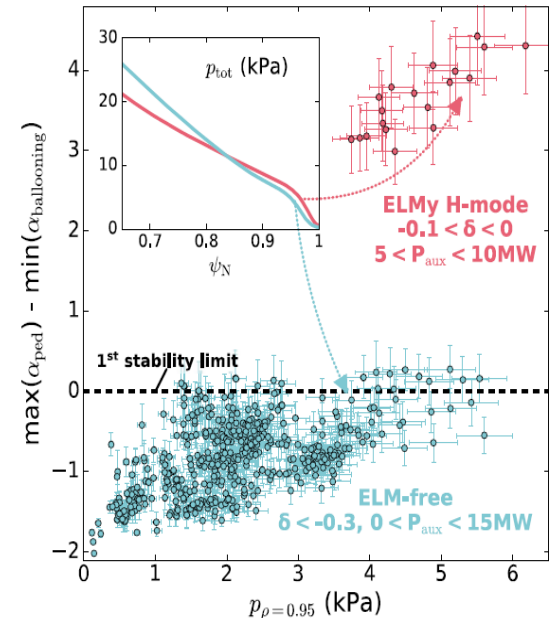 max(α_ped) - min(α_ballooning)
4
3
2
1
0
−1
−2
30
20
10
0
p_tot (kPa)
0.7 0.8 0.9 1
ψ_N
ELMy H-mode
-0.1 < δ < 0
5 < P_aux < 10MW
1st stability limit
ELM-free
δ < -0.3, 0 < P_aux < 15MW
0 1 2 3 4 5 6
p_ρ=0.95 (kPa)